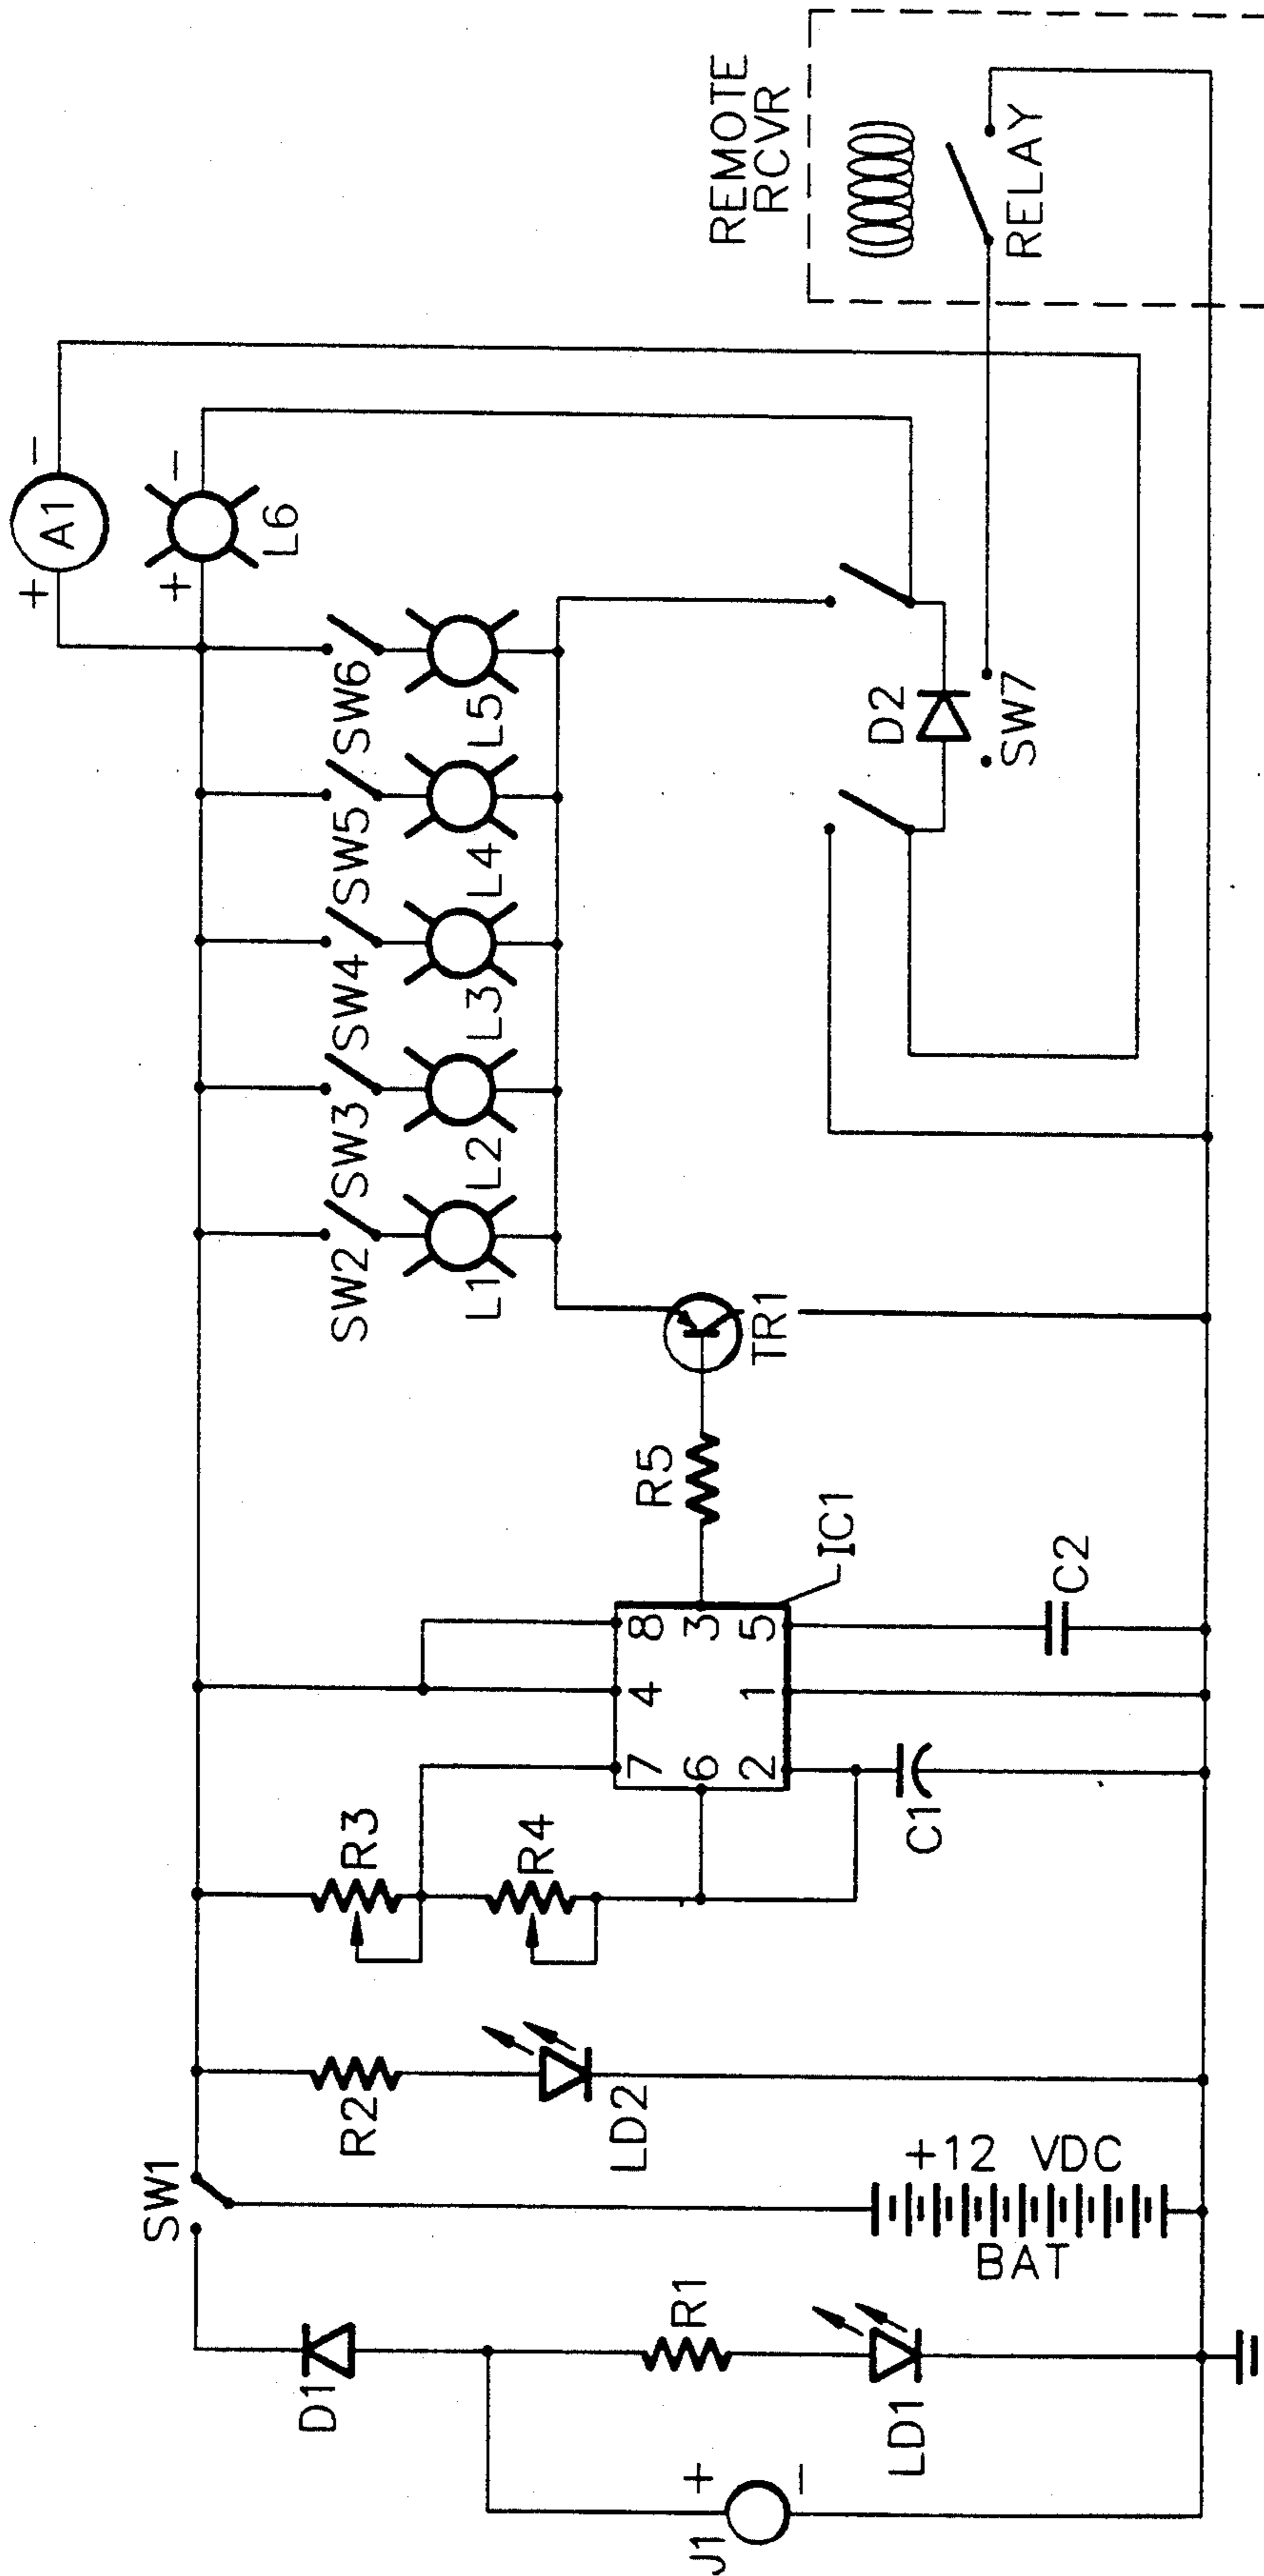 REMOTE
RCVR
RELAY
A1
+
-
+
-
L6
SW6
L5
SW5
L4
SW4
L3
SW3
L2
SW2
L1
D2
SW7
TR1
R5
IC1
8
3
5
4
1
7
6
2
C2
C1
R3
R4
R2
LD2
SW1
+12 VDC
BAT
D1
R1
LD1
J1
+
-